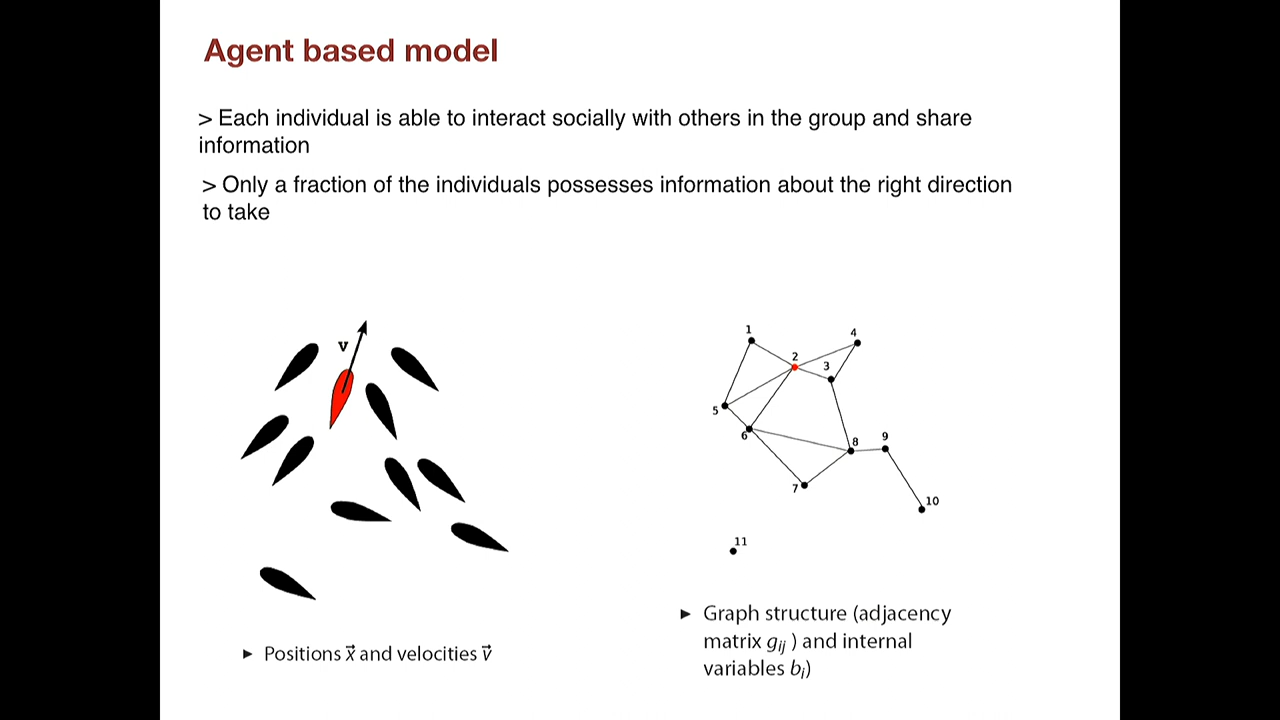 Agent based model
> Each individual is able to interact socially with others in the group and share
information
> Only a fraction of the individuals possesses information about the right direction
to take
v
1
4
2
3
5
6
8
9
7
10
11
► Positions x⃗ and velocities v⃗
► Graph structure (adjacency
matrix gij ) and internal
variables bi)